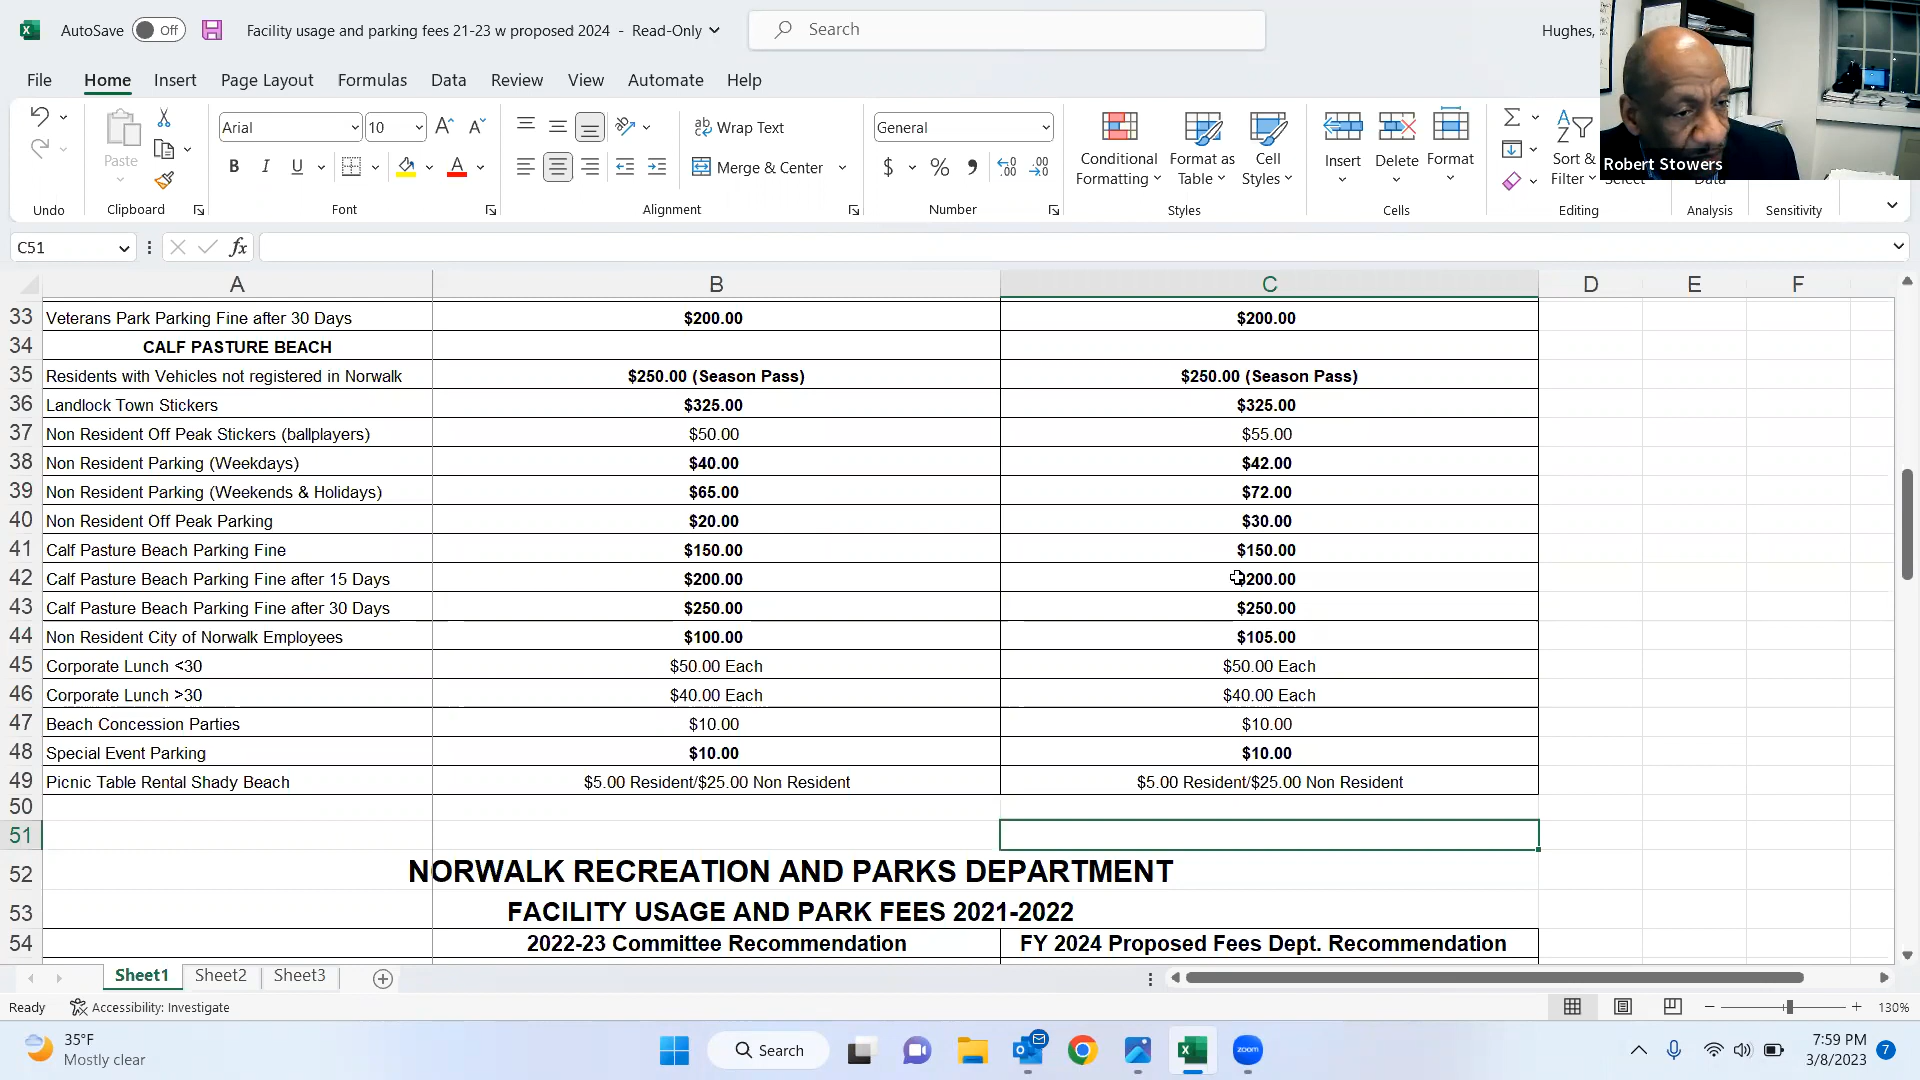 AutoSave Off Facility usage and parking fees 21-23 w proposed 2024 - Read-Only Search Hughes,
File Home Insert Page Layout Formulas Data Review View Automate Help
Arial 10 Wrap Text General
Paste Conditional Formatting Format as Table Cell Styles Insert Delete Format Sort & Filter
B I U Merge & Center $ % Robert Stowers
Undo Clipboard Font Alignment Number Styles Cells Editing Analysis Sensitivity
C51 fx
A B C D E F
33 Veterans Park Parking Fine after 30 Days $200.00 $200.00
34 CALF PASTURE BEACH
35 Residents with Vehicles not registered in Norwalk $250.00 (Season Pass) $250.00 (Season Pass)
36 Landlock Town Stickers $325.00 $325.00
37 Non Resident Off Peak Stickers (ballplayers) $50.00 $55.00
38 Non Resident Parking (Weekdays) $40.00 $42.00
39 Non Resident Parking (Weekends & Holidays) $65.00 $72.00
40 Non Resident Off Peak Parking $20.00 $30.00
41 Calf Pasture Beach Parking Fine $150.00 $150.00
42 Calf Pasture Beach Parking Fine after 15 Days $200.00 $200.00
43 Calf Pasture Beach Parking Fine after 30 Days $250.00 $250.00
44 Non Resident City of Norwalk Employees $100.00 $105.00
45 Corporate Lunch <30 $50.00 Each $50.00 Each
46 Corporate Lunch >30 $40.00 Each $40.00 Each
47 Beach Concession Parties $10.00 $10.00
48 Special Event Parking $10.00 $10.00
49 Picnic Table Rental Shady Beach $5.00 Resident/$25.00 Non Resident $5.00 Resident/$25.00 Non Resident
50
51
52 NORWALK RECREATION AND PARKS DEPARTMENT
53 FACILITY USAGE AND PARK FEES 2021-2022
54 2022-23 Committee Recommendation FY 2024 Proposed Fees Dept. Recommendation
Sheet1 Sheet2 Sheet3
Ready Accessibility: Investigate 130%
35°F Search 7:59 PM
Mostly clear zoom 3/8/2023 7